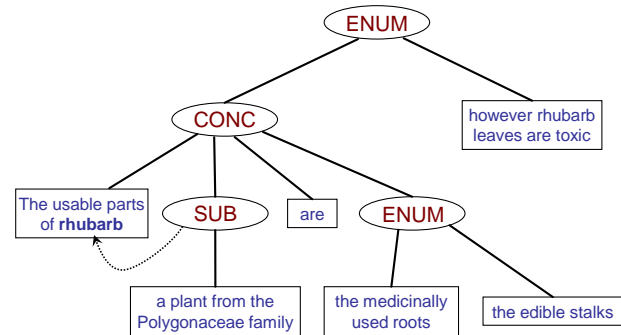 ENUM
CONC
however rhubarb
leaves are toxic
The usable parts
of rhubarb
SUB
are
ENUM
a plant from the
Polygonaceae family
the medicinally
used roots
the edible stalks